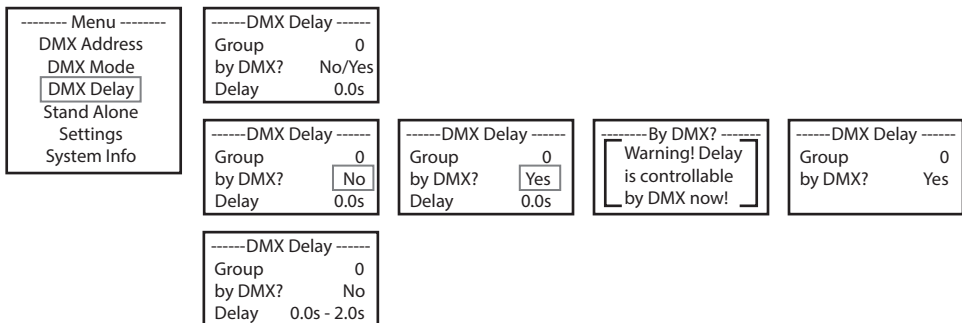 -------- Menu --------
DMX Address
DMX Mode
DMX Delay
Stand Alone
Settings
System Info
------DMX Delay ------
Group 0
by DMX? No/Yes
Delay 0.0s
------DMX Delay ------
Group 0
by DMX? No
Delay 0.0s
------DMX Delay ------
Group 0
by DMX? Yes
Delay 0.0s
--------By DMX? -------
Warning! Delay
is controllable
by DMX now!
------DMX Delay ------
Group 0
by DMX? Yes
------DMX Delay ------
Group 0
by DMX? No
Delay 0.0s - 2.0s